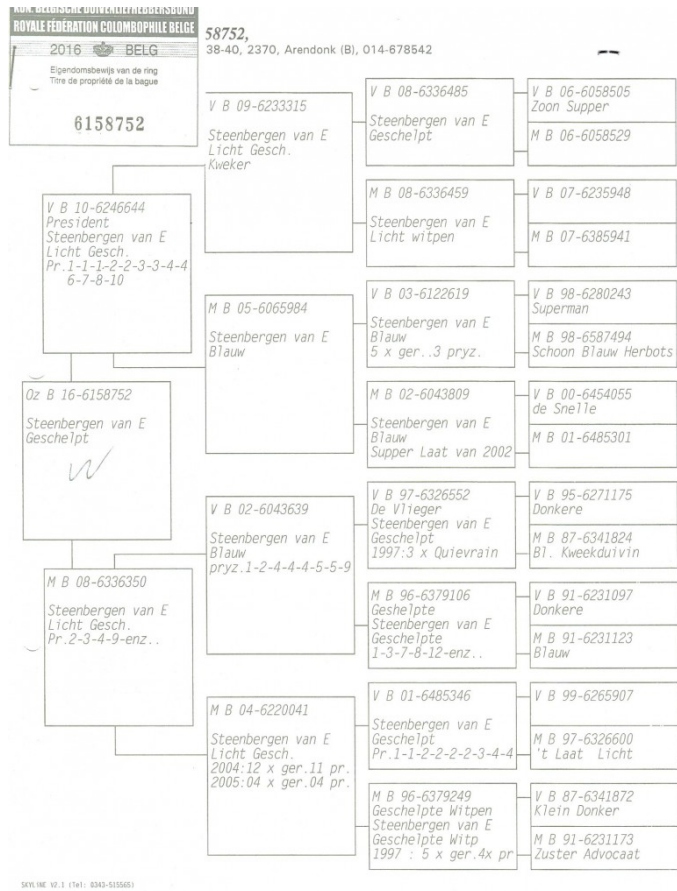 KON. BELGISCHE DUIVENLIEFHEBBERSBOND
ROYALE FÉDÉRATION COLOMBOPHILE BELGE
2016 BELG
Eigendomsbewijs van de ring
Titre de propriété de la bague
6158752
58752,
38-40, 2370, Arendonk (B), 014-678542
Oz B 16-6158752
Steenbergen van E
Geschelpt
V B 10-6246644
President
Steenbergen van E
Licht Gesch.
Pr.1-1-1-2-2-3-3-4-4
6-7-8-10
M B 08-6336350
Steenbergen van E
Licht Gesch.
Pr.2-3-4-9-enz..
V B 09-6233315
Steenbergen van E
Licht Gesch.
Kweker
M B 05-6065984
Steenbergen van E
Blauw
V B 02-6043639
Steenbergen van E
Blauw
pryz.1-2-4-4-4-5-5-9
M B 04-6220041
Steenbergen van E
Licht Gesch.
2004:12 x ger.11 pr.
2005:04 x ger.04 pr.
V B 08-6336485
Steenbergen van E
Geschelpt
M B 08-6336459
Steenbergen van E
Licht witpen
V B 03-6122619
Steenbergen van E
Blauw
5 x ger..3 pryz.
M B 02-6043809
Steenbergen van E
Blauw
Supper Laat van 2002
V B 97-6326552
De Vlieger
Steenbergen van E
Geschelpt
1997:3 x Quievrain
M B 96-6379106
Geshelpte
Steenbergen van E
Geschelpte
1-3-7-8-12-enz..
V B 01-6485346
Steenbergen van E
Geschelpt
Pr.1-1-2-2-2-2-3-4-4
M B 96-6379249
Geschelpte Witpen
Steenbergen van E
Geschelpte Witp
1997 : 5 x ger.4x pr
V B 06-6058505
Zoon Supper
M B 06-6058529
V B 07-6235948
M B 07-6385941
V B 98-6280243
Superman
M B 98-6587494
Schoon Blauw Herbots
V B 00-6454055
de Snelle
M B 01-6485301
V B 95-6271175
Donkere
M B 87-6341824
Bl. Kweekduivin
V B 91-6231097
Donkere
M B 91-6231123
Blauw
V B 99-6265907
M B 97-6326600
't Laat Licht
V B 87-6341872
Klein Donker
M B 91-6231173
Zuster Advocaat
SKYLINE V2.1 (Tel: 0343-515565)